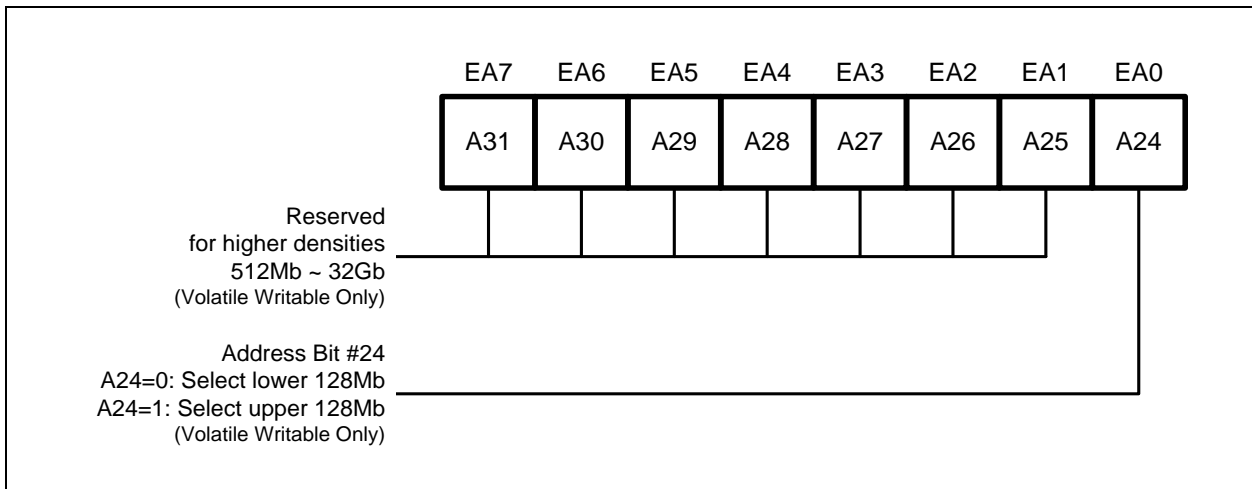 EA7 EA6 EA5 EA4 EA3 EA2 EA1 EA0
A31 A30 A29 A28 A27 A26 A25 A24
Reserved
for higher densities
512Mb ~ 32Gb
(Volatile Writable Only)
Address Bit #24
A24=0: Select lower 128Mb
A24=1: Select upper 128Mb
(Volatile Writable Only)